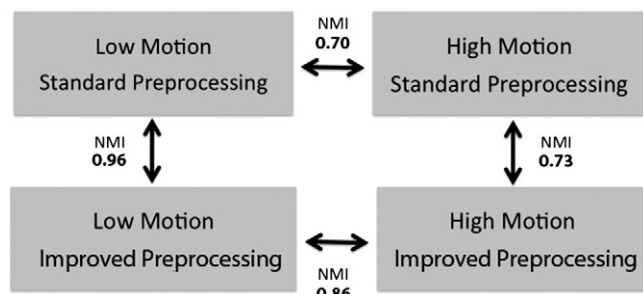 NMI
0.70
Low Motion
Standard Preprocessing
High Motion
Standard Preprocessing
NMI
0.96
NMI
0.73
Low Motion
Improved Preprocessing
High Motion
Improved Preprocessing
NMI
0.86